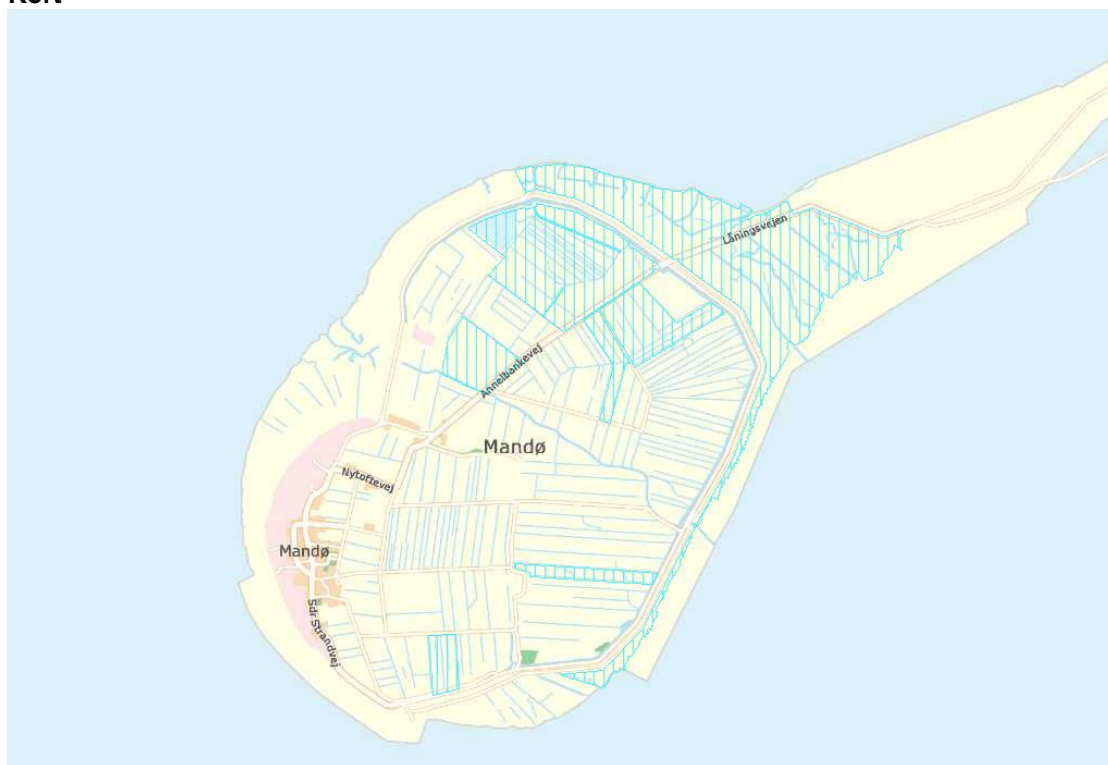 Kort
Låningsvejen
Annelbankevej
Mandø
Nytoftevej
Mandø
Sdr Strandvej